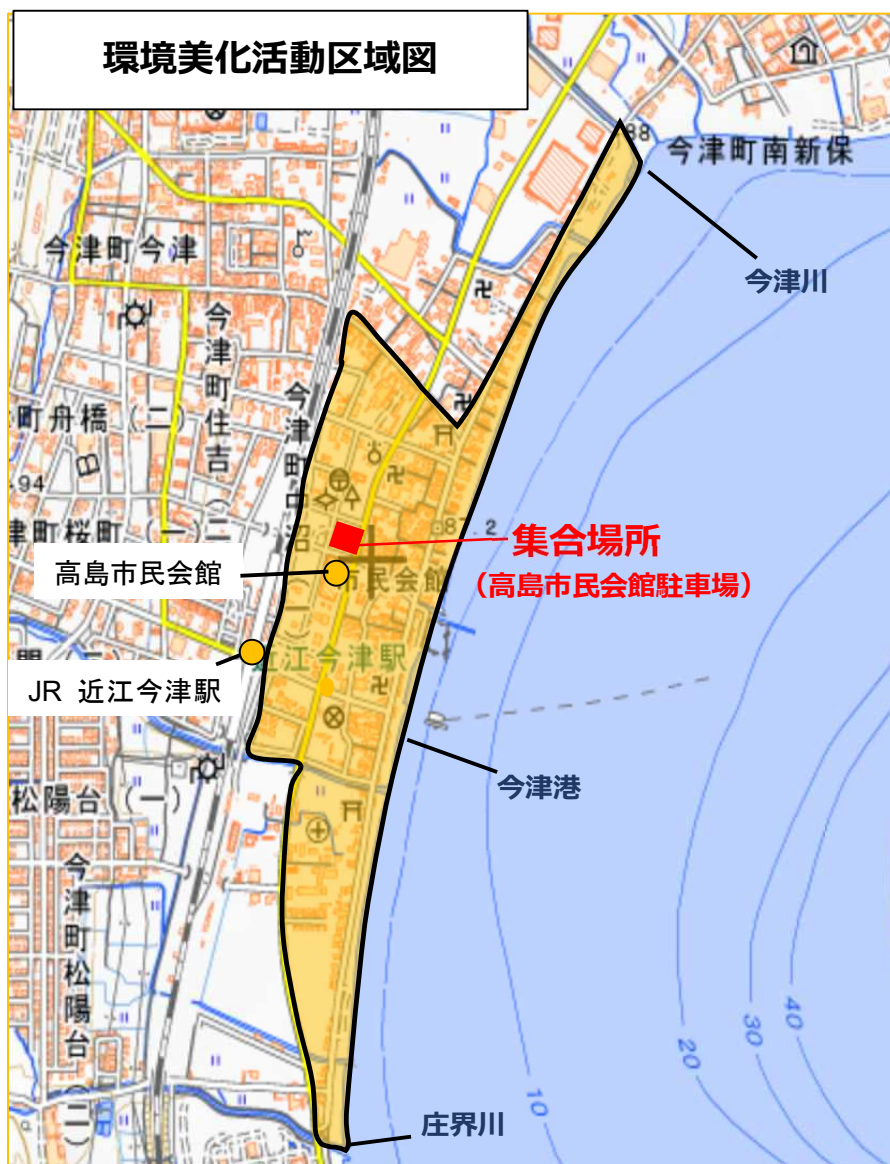 環境美化活動区域図
88
今津町南新保
今津川
今津町今津
今津町住吉(二)
今津町中沼(一)
町舟橋(二)
94
津町桜町(一)
87.2
集合場所
(高島市民会館駐車場)
高島市民会館
市民会館
近江今津駅
JR 近江今津駅
今津港
松陽台(一)
今津町松陽台(二)
庄界川
10
20
30
40